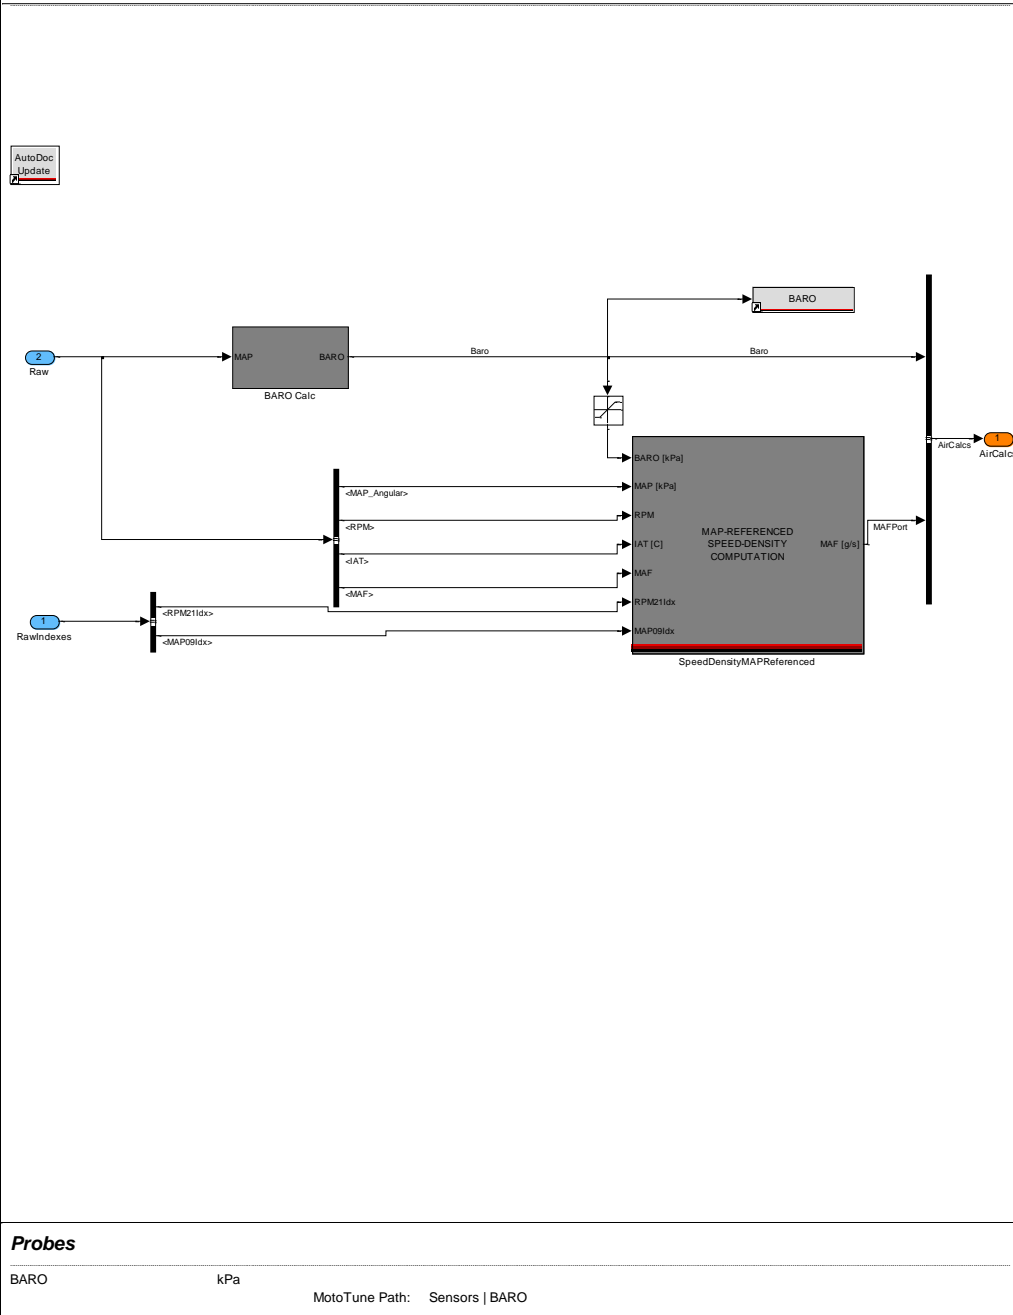 AutoDoc
Update
BARO
2
Raw
MAP
BARO
BARO Calc
Baro
Baro
1
AirCalc
AirCalcs
BARO [kPa]
MAP [kPa]
RPM
IAT [C]
MAF
RPM21Idx
MAP09Idx
MAP-REFERENCED
SPEED-DENSITY
COMPUTATION
MAF [g/s]
MAFPort
SpeedDensityMAPReferenced
<MAP_Angular>
<RPM>
<IAT>
<MAF>
1
RawIndexes
<RPM21Idx>
<MAP09Idx>
Probes
BARO kPa
MotoTune Path: Sensors | BARO